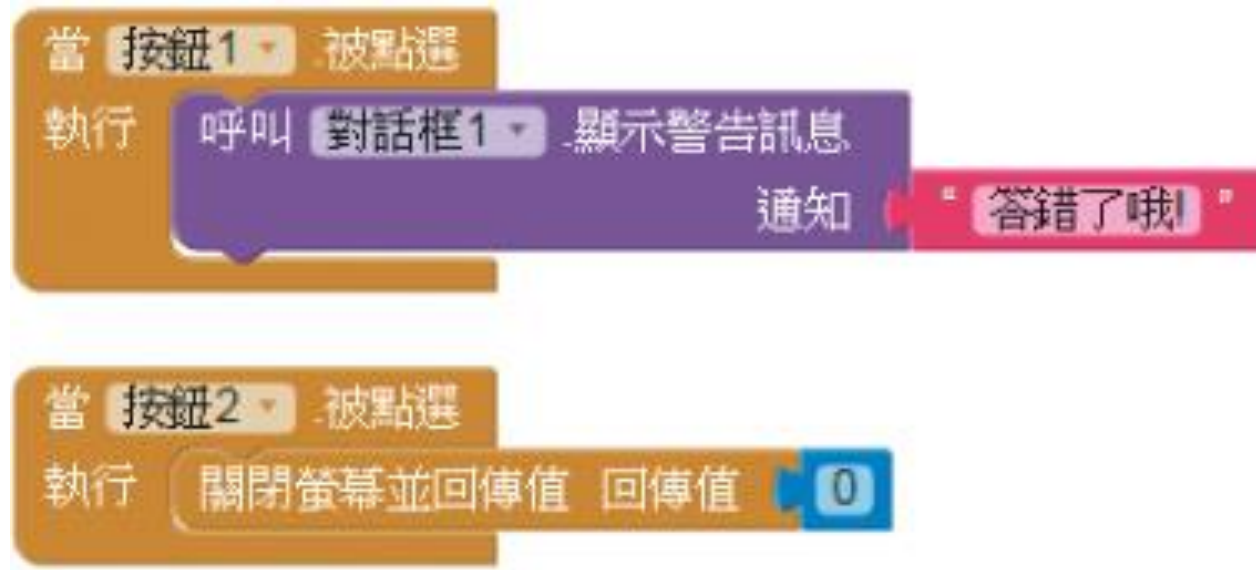 當 按鈕1 .被點選
執行 呼叫 對話框1 .顯示警告訊息
通知 “ 答錯了哦! ”
當 按鈕2 .被點選
執行 關閉螢幕並回傳值 回傳值 0